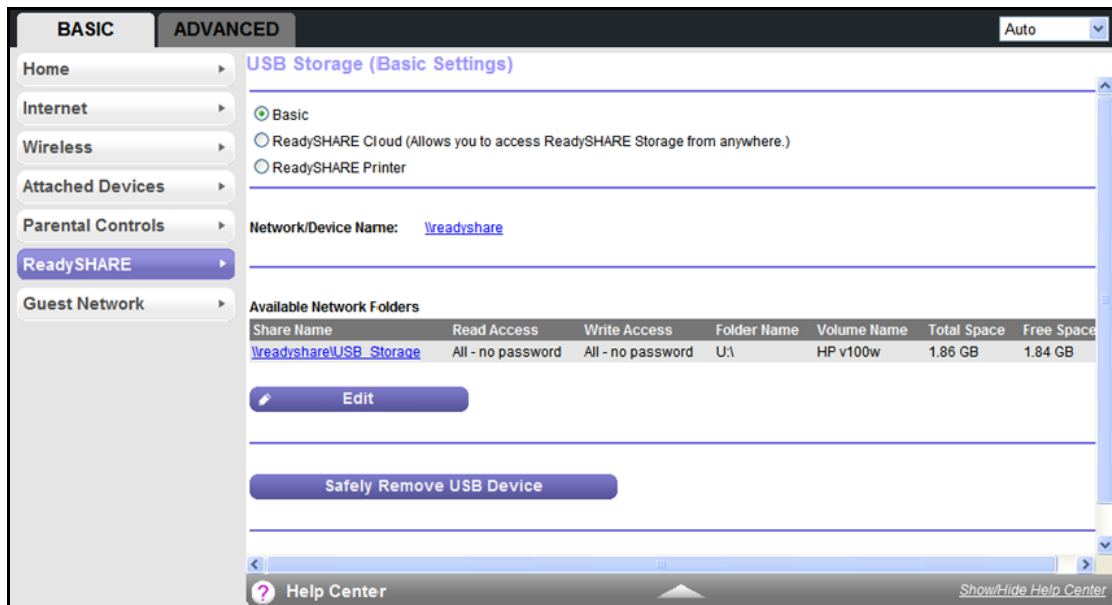 BASIC
ADVANCED
Auto
Home
Internet
Wireless
Attached Devices
Parental Controls
ReadySHARE
Guest Network
USB Storage (Basic Settings)
Basic
ReadySHARE Cloud (Allows you to access ReadySHARE Storage from anywhere.)
ReadySHARE Printer
Network/Device Name: \\readyshare
Available Network Folders
Share Name Read Access Write Access Folder Name Volume Name Total Space Free Space
\\readyshare\USB_Storage All - no password All - no password U:\ HP v100w 1.86 GB 1.84 GB
Edit
Safely Remove USB Device
? Help Center
Show/Hide Help Center